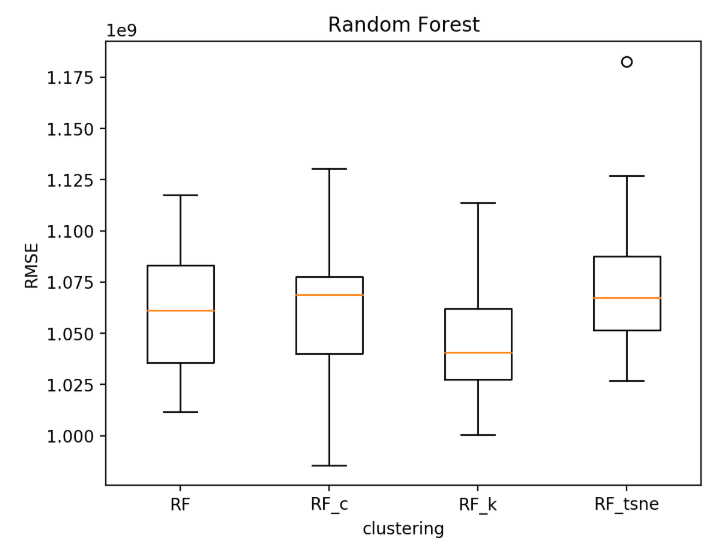 Random Forest
1e9
1.175
1.150
1.125
1.100
1.075
1.050
1.025
1.000
RMSE
RF
RF_c
RF_k
RF_tsne
clustering